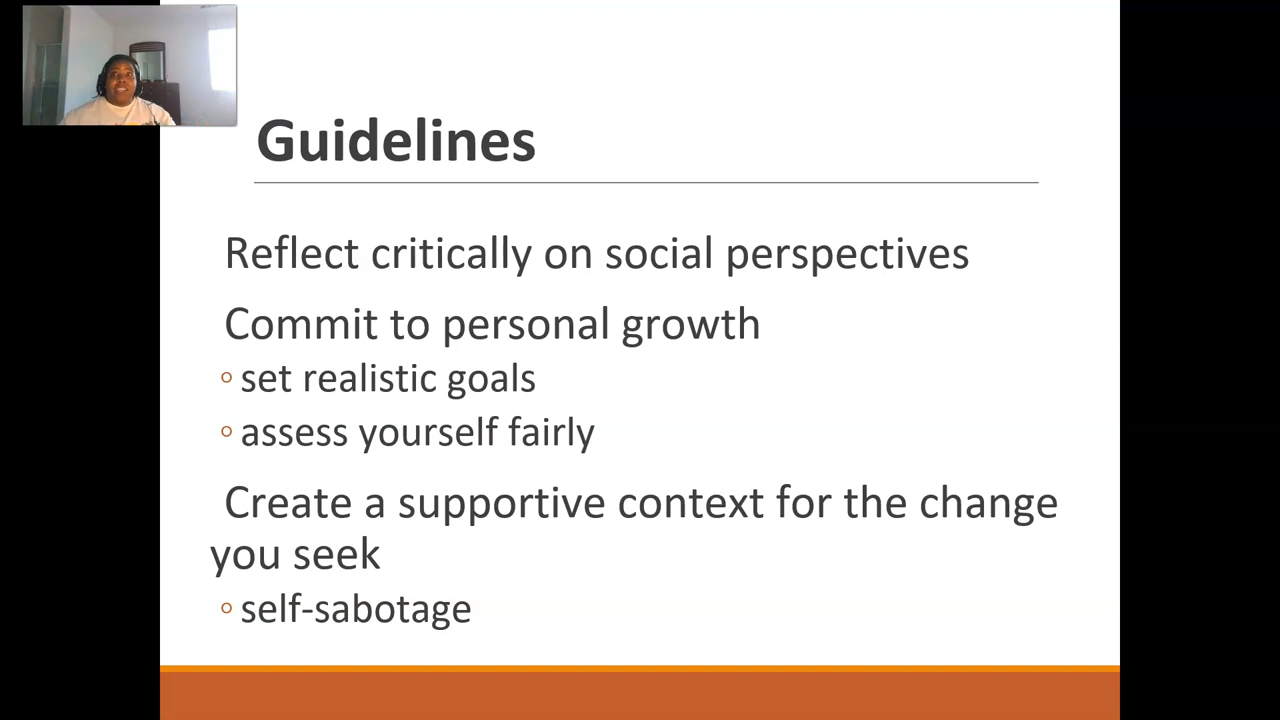 Guidelines
Reflect critically on social perspectives
Commit to personal growth
◦ set realistic goals
◦ assess yourself fairly
Create a supportive context for the change
you seek
◦ self-sabotage